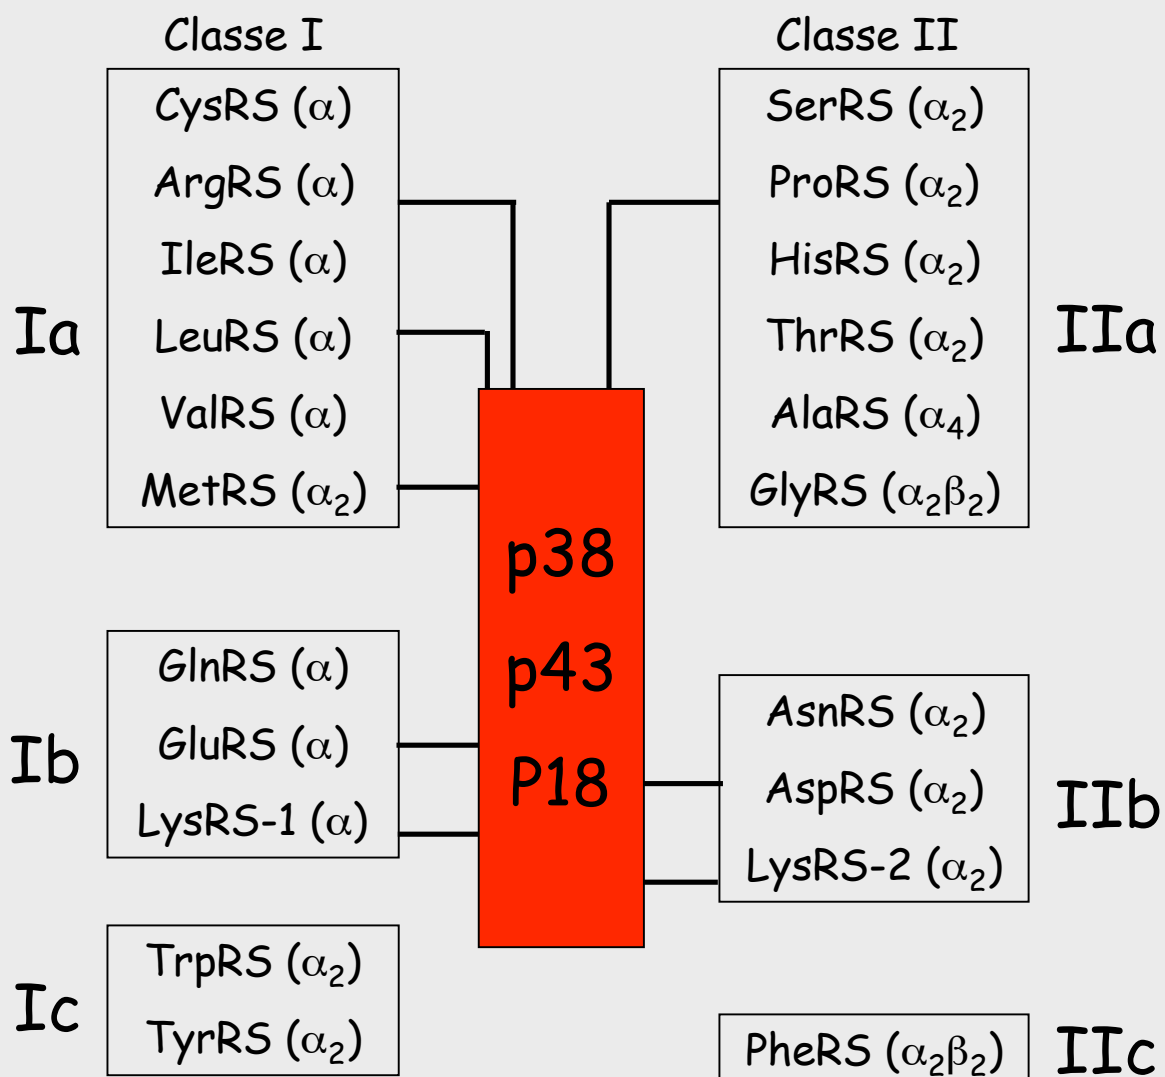 Classe I
CysRS (α)
ArgRS (α)
IleRS (α)
LeuRS (α)
ValRS (α)
MetRS (α₂)
Ia
GlnRS (α)
GluRS (α)
LysRS-1 (α)
Ib
TrpRS (α₂)
TyrRS (α₂)
Ic
p38
p43
P18
Classe II
SerRS (α₂)
ProRS (α₂)
HisRS (α₂)
ThrRS (α₂)
AlaRS (α₄)
GlyRS (α₂β₂)
IIa
AsnRS (α₂)
AspRS (α₂)
LysRS-2 (α₂)
IIb
PheRS (α₂β₂)
IIc